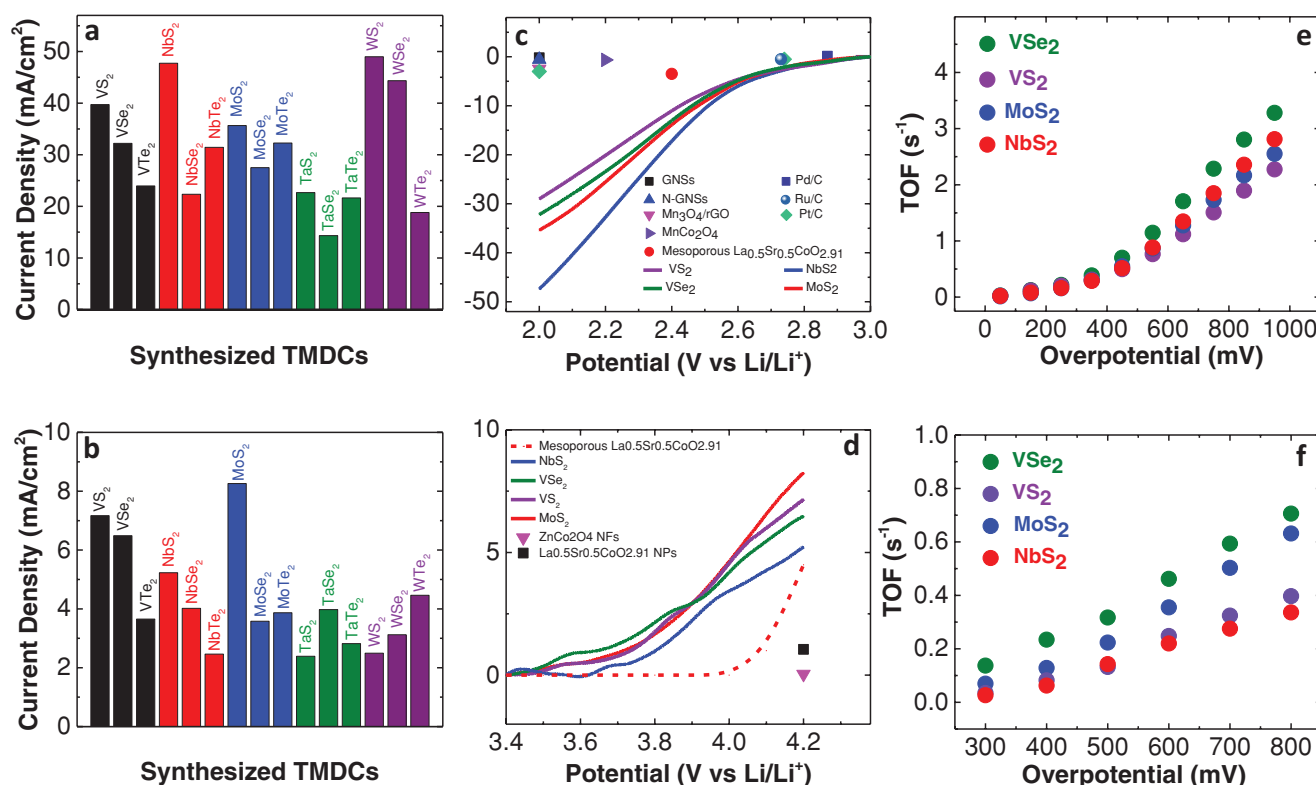 a
Current Density (mA/cm²)
50
40
30
20
10
0
VS₂
VSe₂
VTe₂
NbS₂
NbSe₂
NbTe₂
MoS₂
MoSe₂
MoTe₂
TaS₂
TaSe₂
TaTe₂
WS₂
WSe₂
WTe₂
Synthesized TMDCs
c
0
-10
-20
-30
-40
-50
GNSs
N-GNSs
Mn₃O₄/rGO
MnCo₂O₄
Pd/C
Ru/C
Pt/C
Mesoporous La₀.₅Sr₀.₅CoO₂.₉₁
VS₂
VSe₂
NbS2
MoS₂
2.0 2.2 2.4 2.6 2.8 3.0
Potential (V vs Li/Li⁺)
e
TOF (s⁻¹)
5
4
3
2
1
0
VSe₂
VS₂
MoS₂
NbS₂
0 200 400 600 800 1000
Overpotential (mV)
b
Current Density (mA/cm²)
10
8
6
4
2
0
VS₂
VSe₂
VTe₂
NbS₂
NbSe₂
NbTe₂
MoS₂
MoSe₂
MoTe₂
TaS₂
TaSe₂
TaTe₂
WS₂
WSe₂
WTe₂
Synthesized TMDCs
d
10
5
0
Mesoporous La0.5Sr0.5CoO2.91
NbS₂
VSe₂
VS₂
MoS₂
ZnCo2O4 NFs
La0.5Sr0.5CoO2.91 NPs
3.4 3.6 3.8 4.0 4.2
Potential (V vs Li/Li⁺)
f
TOF (s⁻¹)
1.0
0.8
0.6
0.4
0.2
0.0
VSe₂
VS₂
MoS₂
NbS₂
300 400 500 600 700 800
Overpotential (mV)